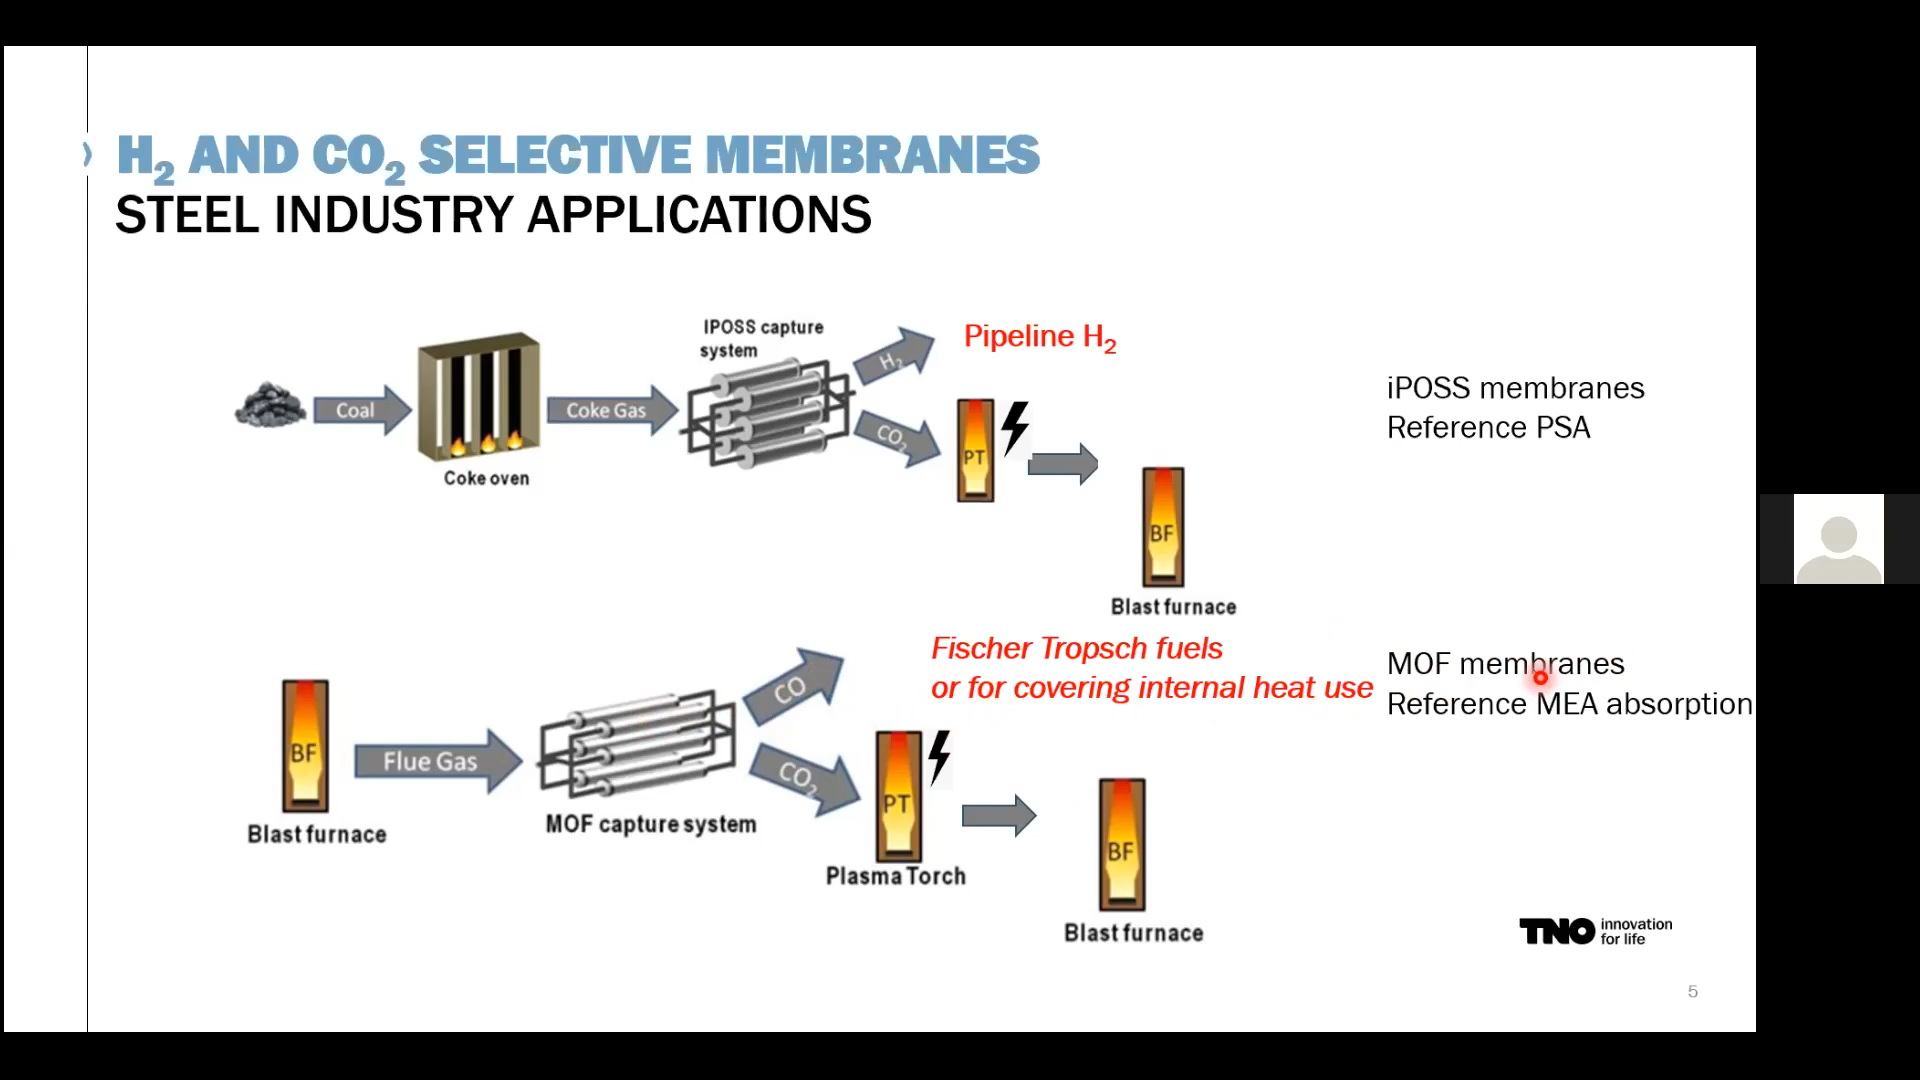 H2 AND CO2 SELECTIVE MEMBRANES
STEEL INDUSTRY APPLICATIONS
Coal
Coke oven
Coke Gas
IPOSS capture
system
H2
CO2
Pipeline H2
PT
BF
Blast furnace
iPOSS membranes
Reference PSA
BF
Blast furnace
Flue Gas
MOF capture system
CO
CO2
Fischer Tropsch fuels
or for covering internal heat use
PT
Plasma Torch
BF
Blast furnace
MOF membranes
Reference MEA absorption
TNO innovation
for life
5